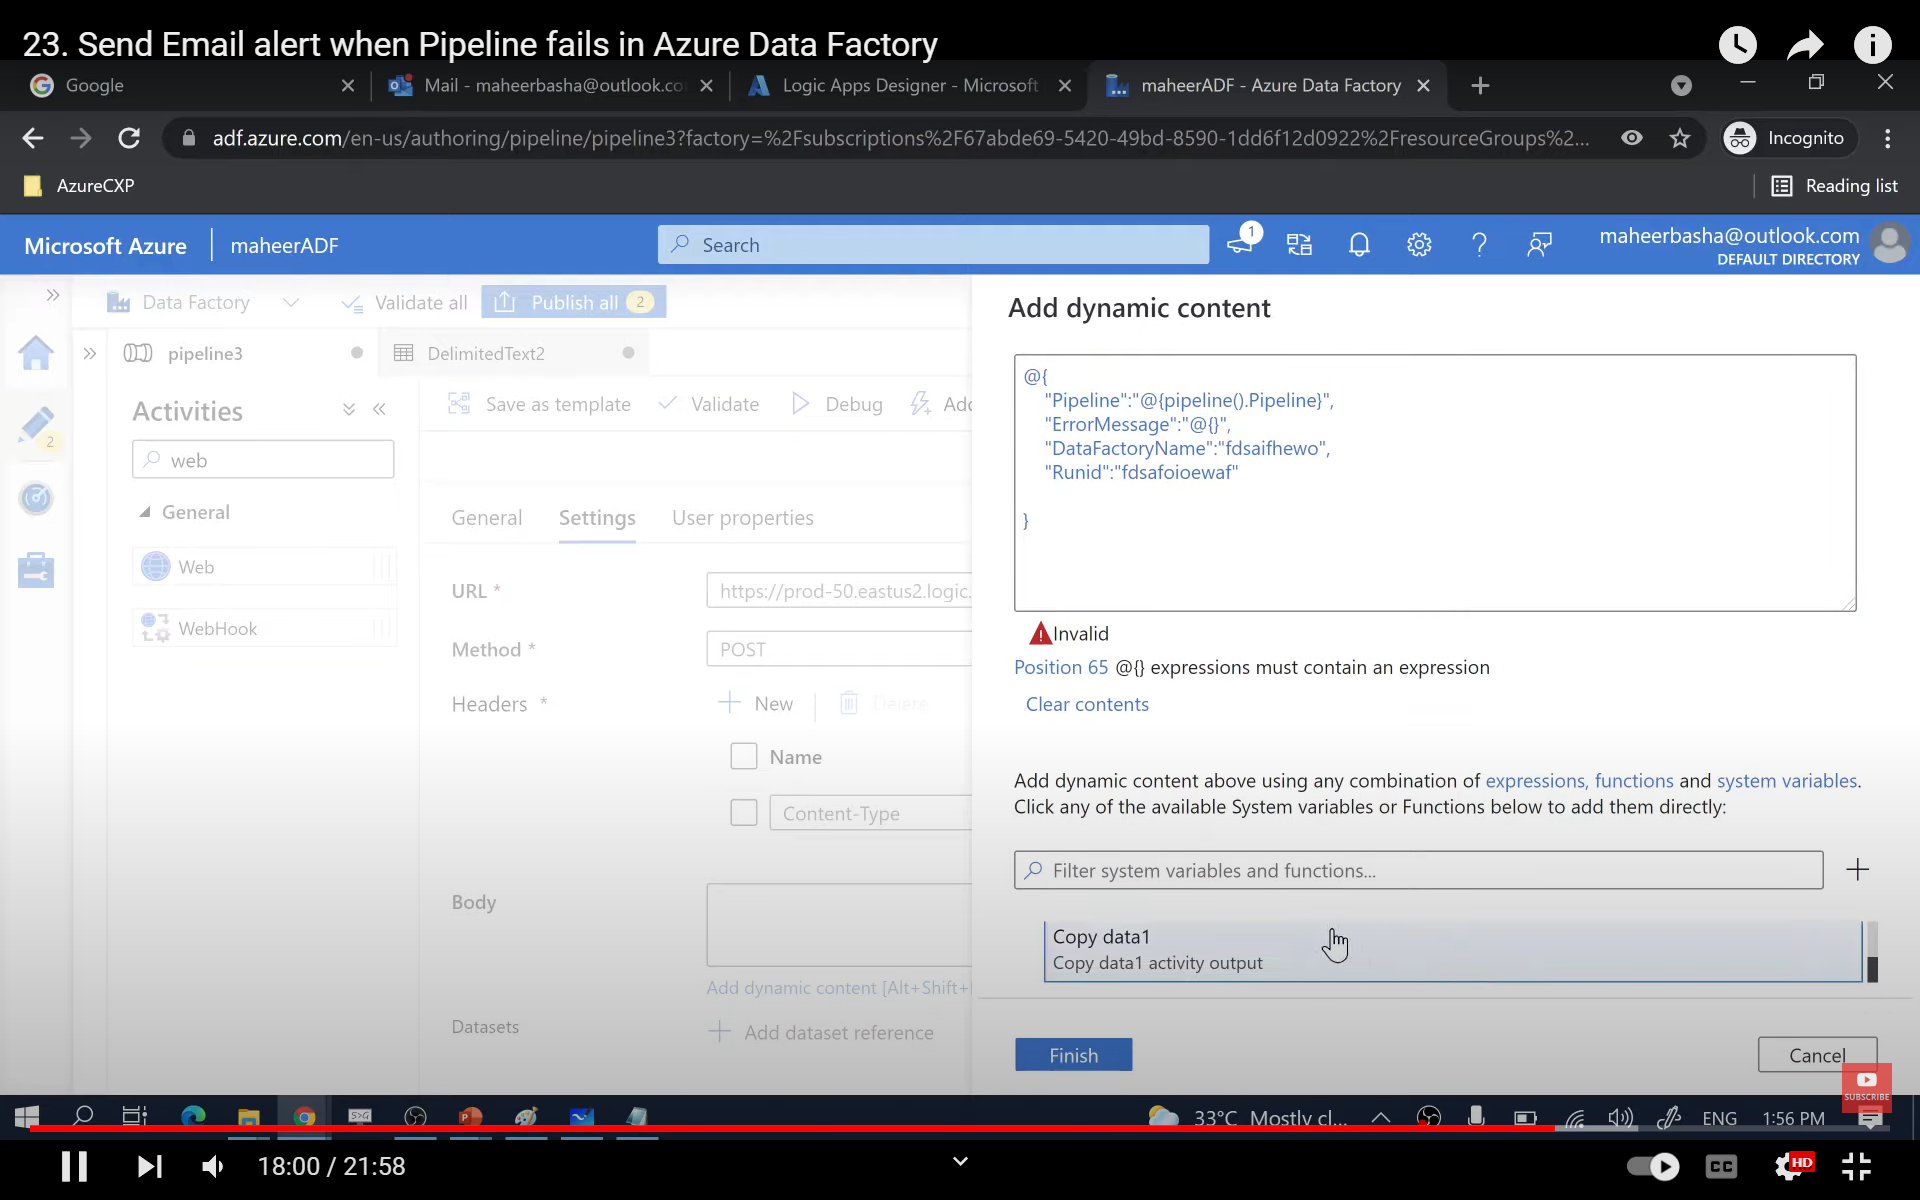 23. Send Email alert when Pipeline fails in Azure Data Factory
Google
Mail - maheerbasha@outlook.co
Logic Apps Designer - Microsoft
maheerADF - Azure Data Factory
adf.azure.com/en-us/authoring/pipeline/pipeline3?factory=%2Fsubscriptions%2F67abde69-5420-49bd-8590-1dd6f12d0922%2FresourceGroups%2...
Incognito
AzureCXP
Reading list
Microsoft Azure
maheerADF
Search
1
maheerbasha@outlook.com
DEFAULT DIRECTORY
Data Factory
Validate all
Publish all 2
pipeline3
DelimitedText2
2
Activities
web
General
Web
WebHook
Save as template
Validate
Debug
Add
General
Settings
User properties
URL *
https://prod-50.eastus2.logic.
Method *
POST
Headers *
New
Delete
Name
Content-Type
Body
Add dynamic content [Alt+Shift+
Datasets
Add dataset reference
Add dynamic content
@{
"Pipeline":"@{pipeline().Pipeline}",
"ErrorMessage":"@{}",
"DataFactoryName":"fdsaifhewo",
"Runid":"fdsafoioewaf"
}
Invalid
Position 65 @{} expressions must contain an expression
Clear contents
Add dynamic content above using any combination of expressions, functions and system variables.
Click any of the available System variables or Functions below to add them directly:
Filter system variables and functions...
Copy data1
Copy data1 activity output
Finish
Cancel
SUBSCRIBE
33°C Mostly cl...
ENG
1:56 PM
18:00 / 21:58
CC
HD